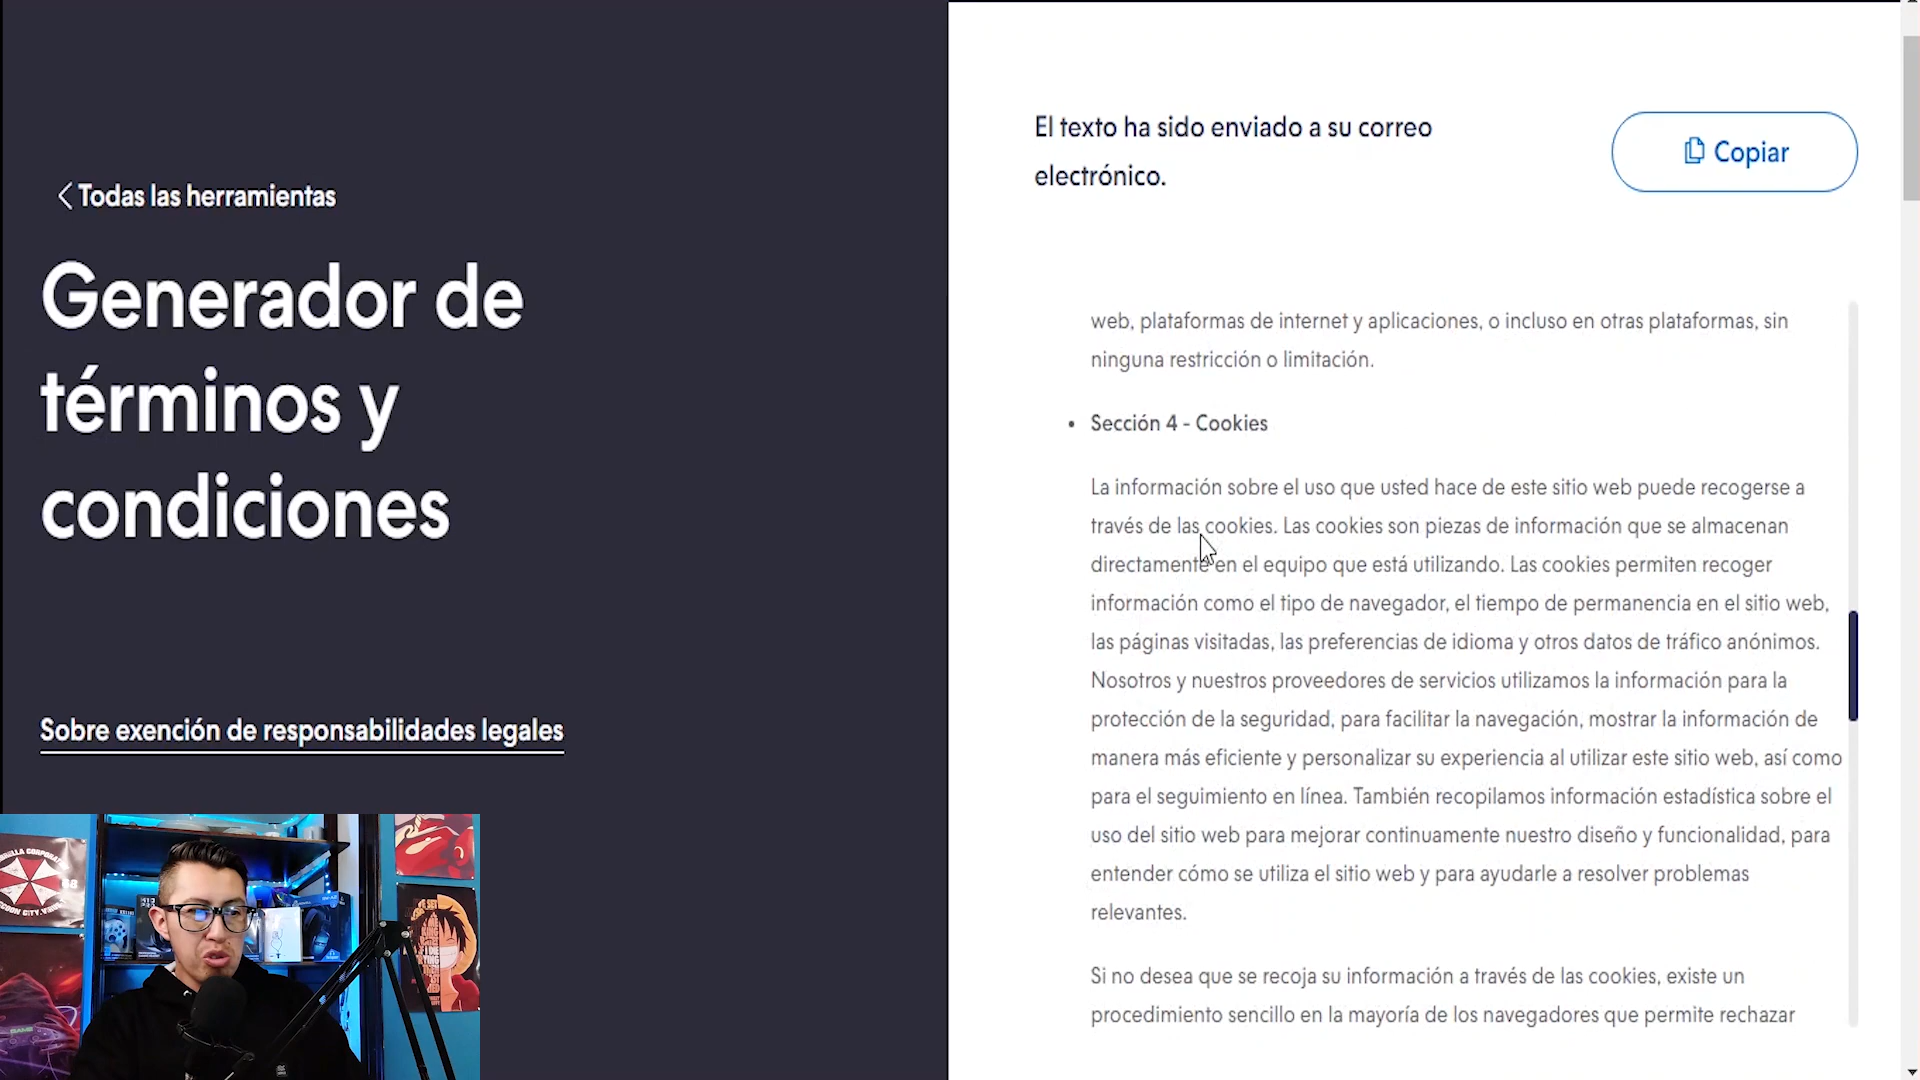 Todas las herramientas
Generador de
términos y
condiciones
Sobre exención de responsabilidades legales
El texto ha sido enviado a su correo
electrónico.
Copiar
web, plataformas de internet y aplicaciones, o incluso en otras plataformas, sin
ninguna restricción o limitación.
• Sección 4 - Cookies
La información sobre el uso que usted hace de este sitio web puede recogerse a
través de las cookies. Las cookies son piezas de información que se almacenan
directamente en el equipo que está utilizando. Las cookies permiten recoger
información como el tipo de navegador, el tiempo de permanencia en el sitio web,
las páginas visitadas, las preferencias de idioma y otros datos de tráfico anónimos.
Nosotros y nuestros proveedores de servicios utilizamos la información para la
protección de la seguridad, para facilitar la navegación, mostrar la información de
manera más eficiente y personalizar su experiencia al utilizar este sitio web, así como
para el seguimiento en línea. También recopilamos información estadística sobre el
uso del sitio web para mejorar continuamente nuestro diseño y funcionalidad, para
entender cómo se utiliza el sitio web y para ayudarle a resolver problemas
relevantes.
Si no desea que se recoja su información a través de las cookies, existe un
procedimiento sencillo en la mayoría de los navegadores que permite rechazar